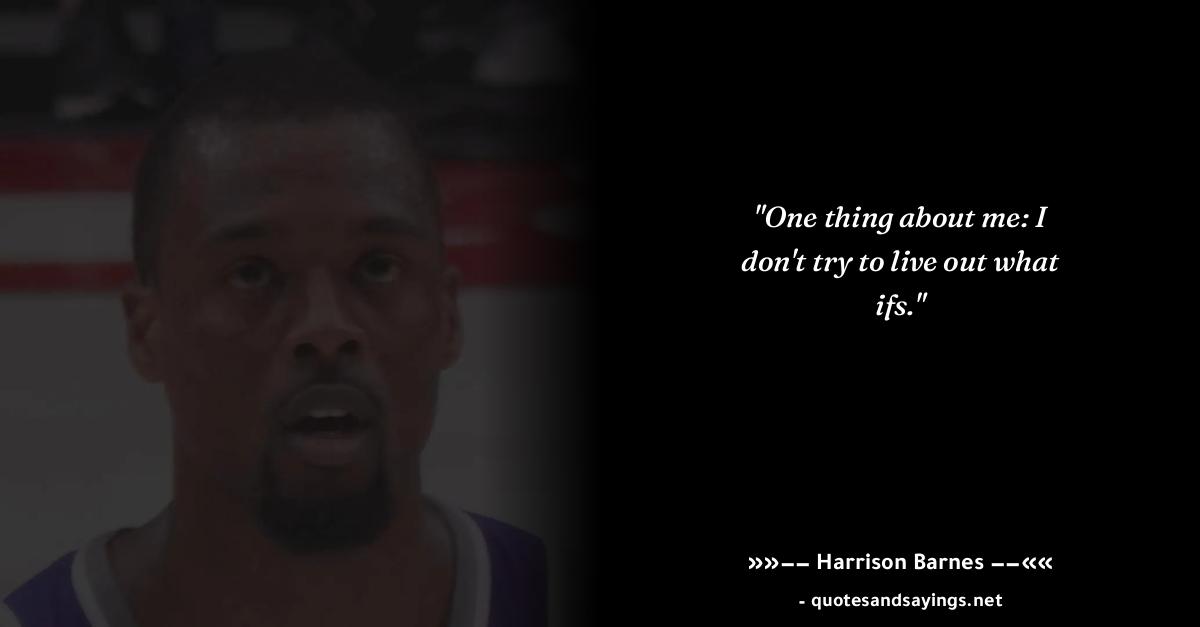 "One thing about me: I
don't try to live out what
ifs."
»»−− Harrison Barnes −−««
- quotesandsayings.net